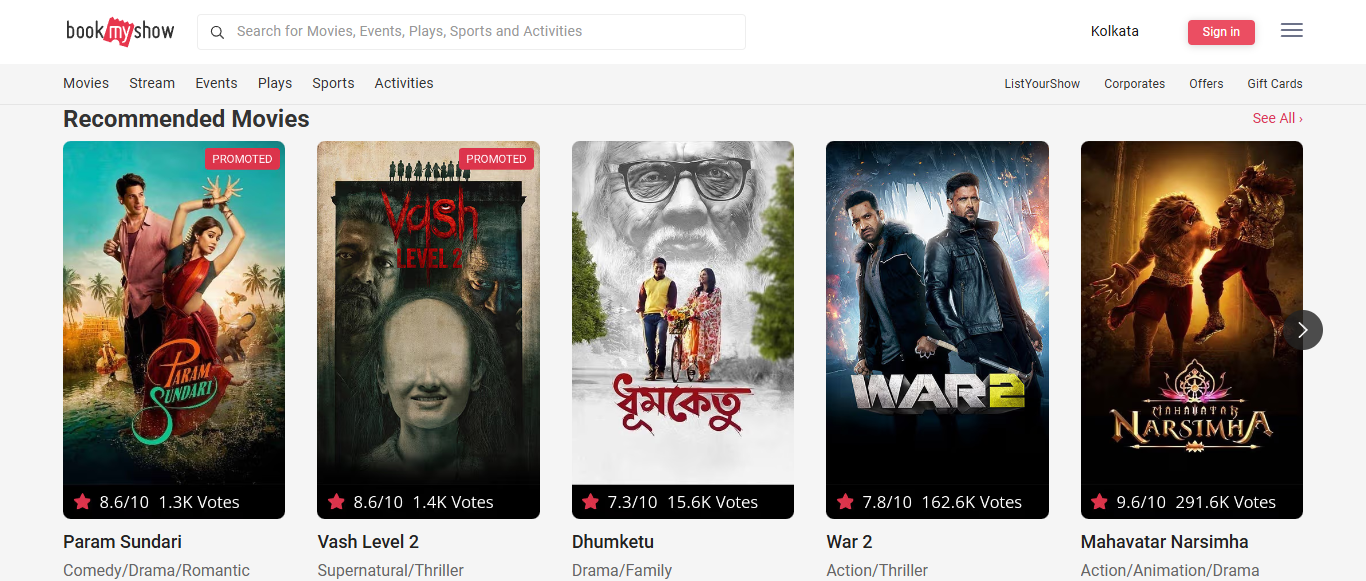 bookmyshow
Search for Movies, Events, Plays, Sports and Activities
Kolkata
Sign in
Movies Stream Events Plays Sports Activities
ListYourShow Corporates Offers Gift Cards
Recommended Movies
See All ›
PROMOTED
PARAM
SUNDARI
8.6/10 1.3K Votes
Param Sundari
Comedy/Drama/Romantic
PROMOTED
Vash
LEVEL 2
8.6/10 1.4K Votes
Vash Level 2
Supernatural/Thriller
ধূমকেতু
7.3/10 15.6K Votes
Dhumketu
Drama/Family
WAR 2
7.8/10 162.6K Votes
War 2
Action/Thriller
MAHAVATAR
NARSIMHA
9.6/10 291.6K Votes
Mahavatar Narsimha
Action/Animation/Drama